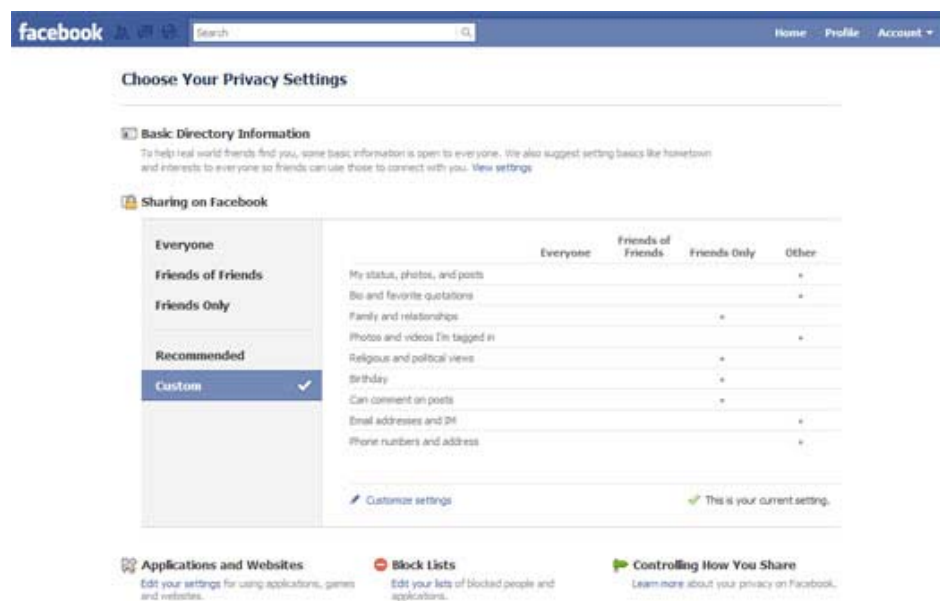 facebook Search Home Profile Account
Choose Your Privacy Settings
Basic Directory Information
To help real world friends find you, some basic information is open to everyone. We also suggest setting basics like hometown
and interests to everyone so friends can use those to connect with you. View settings
Sharing on Facebook
Everyone
Friends of Friends
Friends Only
Recommended
Custom
Everyone Friends of Friends Friends Only Other
My status, photos, and posts
Bio and favorite quotations
Family and relationships
Photos and videos I'm tagged in
Religious and political views
Birthday
Can comment on posts
Email addresses and IM
Phone numbers and address
Customize settings This is your current setting.
Applications and Websites
Edit your settings for using applications, games
and websites.
Block Lists
Edit your lists of blocked people and
applications.
Controlling How You Share
Learn more about your privacy on Facebook.